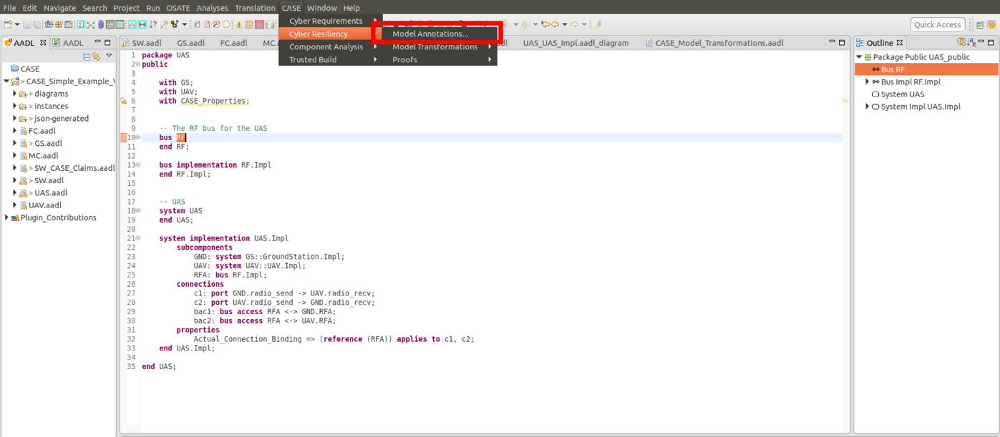 File Edit Navigate Search Project Run OSATE Analyses Translation CASE Window Help
Cyber Requirements
Cyber Resiliency
Component Analysis
Trusted Build
Model Annotations...
Model Transformations
Proofs
Quick Access
AADL AADL
CASE
> CASE_Simple_Example_V
> diagrams
> instances
> json-generated
FC.aadl
> GS.aadl
MC.aadl
> SW_CASE_Claims.aadl
> SW.aadl
> UAS.aadl
UAV.aadl
Plugin_Contributions
SW.aadl GS.aadl FC.aadl MC.a UAS_UAS_Impl.aadl_diagram CASE_Model_Transformations.aadl
1 package UAS
2 public
3
4 with GS;
5 with UAV;
6 with CASE_Properties;
7
8
9 -- The RF bus for the UAS
10 bus RF
11 end RF;
12
13 bus implementation RF.Impl
14 end RF.Impl;
15
16
17 -- UAS
18 system UAS
19 end UAS;
20
21 system implementation UAS.Impl
22 subcomponents
23 GND: system GS::GroundStation.Impl;
24 UAV: system UAV::UAV.Impl;
25 RFA: bus RF.Impl;
26 connections
27 c1: port GND.radio_send -> UAV.radio_recv;
28 c2: port UAV.radio_send -> GND.radio_recv;
29 bac1: bus access RFA <-> GND.RFA;
30 bac2: bus access RFA <-> UAV.RFA;
31 properties
32 Actual_Connection_Binding => (reference (RFA)) applies to c1, c2;
33 end UAS.Impl;
34
35 end UAS;
Outline
Package Public UAS_public
Bus RF
Bus Impl RF.Impl
System UAS
System Impl UAS.Impl